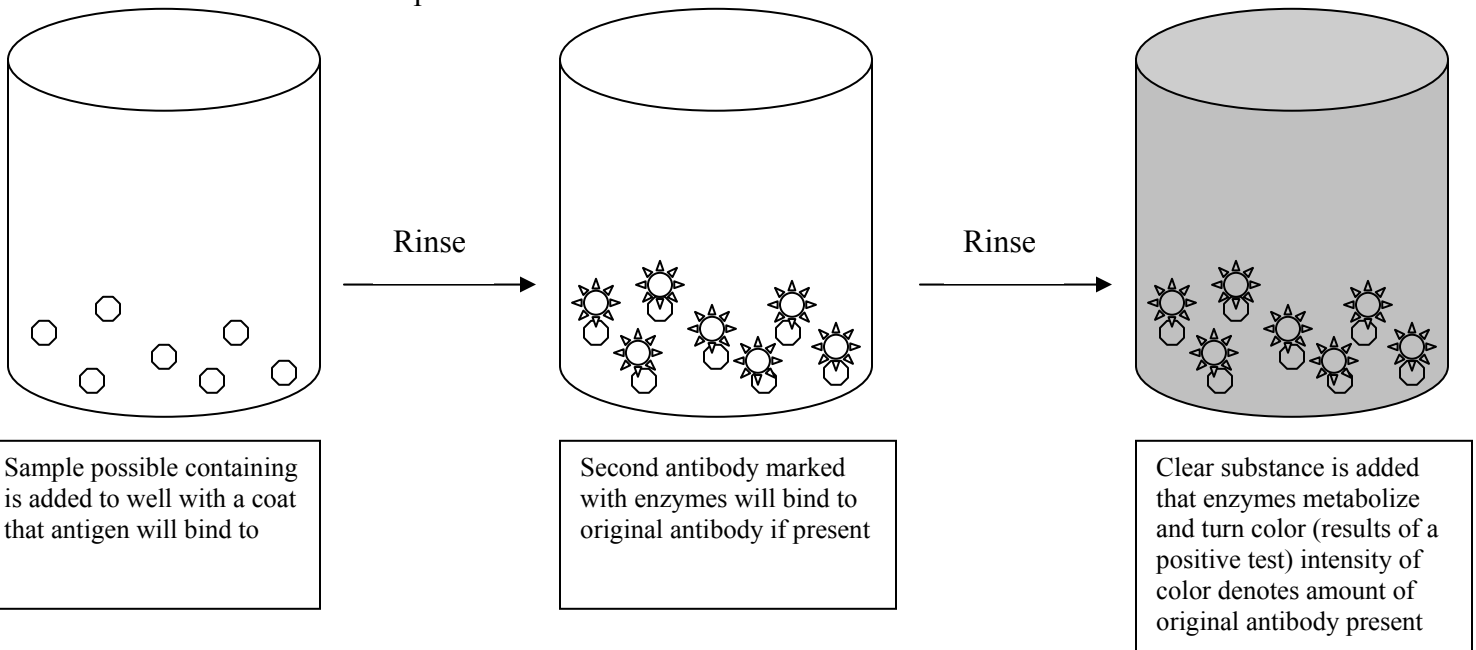 Rinse
Rinse
Sample possible containing
is added to well with a coat
that antigen will bind to
Second antibody marked
with enzymes will bind to
original antibody if present
Clear substance is added
that enzymes metabolize
and turn color (results of a
positive test) intensity of
color denotes amount of
original antibody present